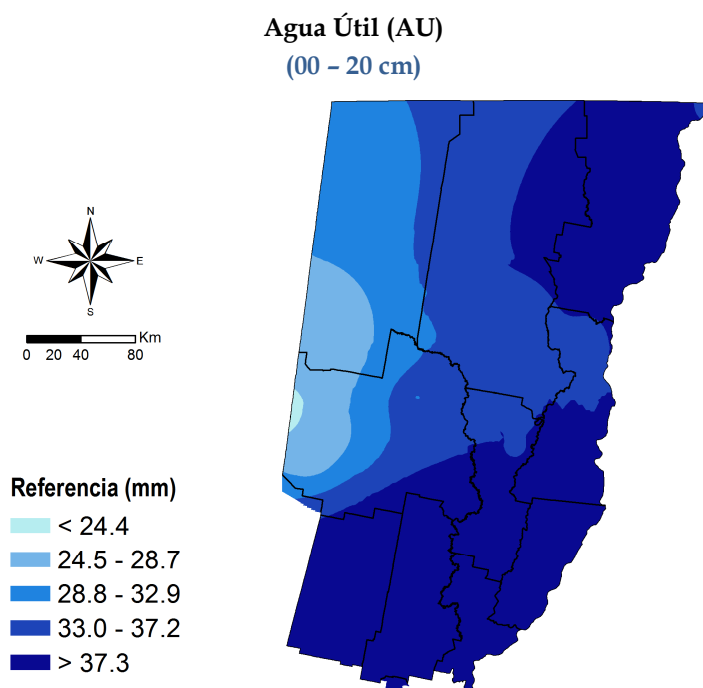 Agua Útil (AU)
(00 – 20 cm)
N
W
E
S
Km
0 20 40 80
Referencia (mm)
< 24.4
24.5 - 28.7
28.8 - 32.9
33.0 - 37.2
> 37.3